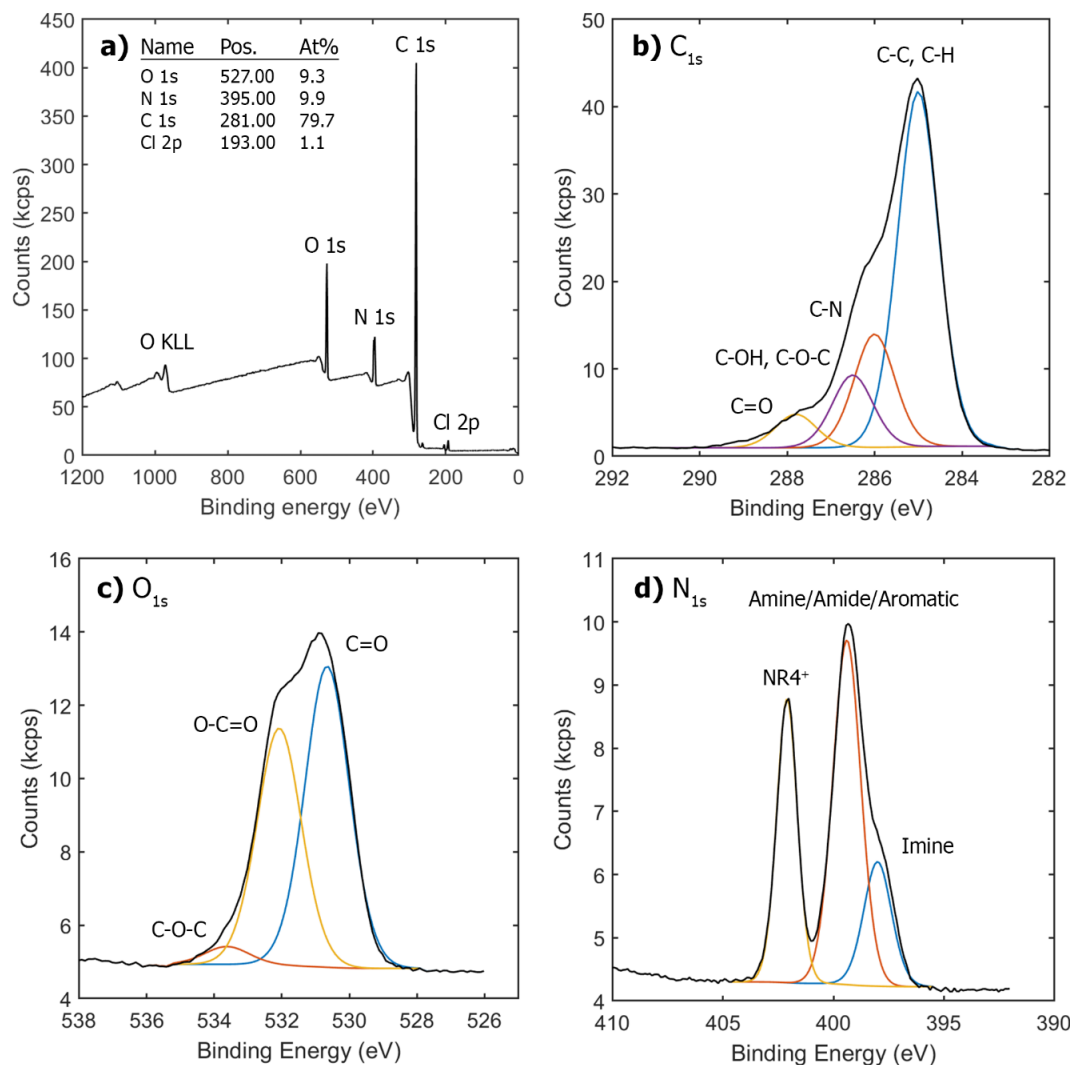 a)
Name Pos. At%
O 1s 527.00 9.3
N 1s 395.00 9.9
C 1s 281.00 79.7
Cl 2p 193.00 1.1
C 1s
O 1s
N 1s
O KLL
Cl 2p
450
400
350
300
250
200
150
100
50
0
Counts (kcps)
1200 1000 800 600 400 200 0
Binding energy (eV)
b) C1s
C-C, C-H
C-N
C-OH, C-O-C
C=O
50
40
30
20
10
0
Counts (kcps)
292 290 288 286 284 282
Binding Energy (eV)
c) O1s
C=O
O-C=O
C-O-C
16
14
12
10
8
6
4
Counts (kcps)
538 536 534 532 530 528 526
Binding Energy (eV)
d) N1s
Amine/Amide/Aromatic
NR4+
Imine
11
10
9
8
7
6
5
4
Counts (kcps)
410 405 400 395 390
Binding Energy (eV)